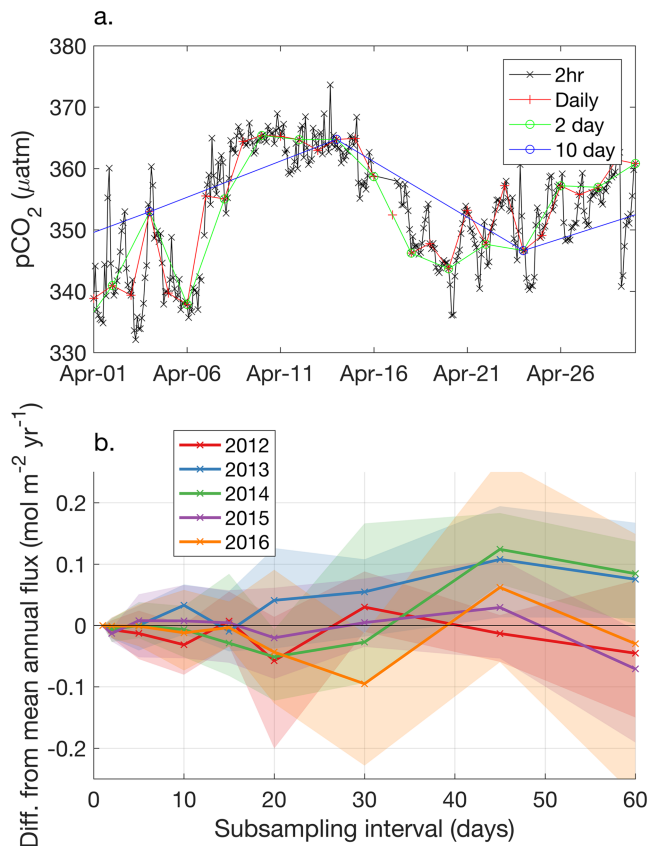 a.
380
370
360
350
340
330
pCO2 (μatm)
2hr
Daily
2 day
10 day
Apr-01
Apr-06
Apr-11
Apr-16
Apr-21
Apr-26
b.
2012
2013
2014
2015
2016
0.2
0.1
0
-0.1
-0.2
Diff. from mean annual flux (mol m−2 yr−1)
0
10
20
30
40
50
60
Subsampling interval (days)